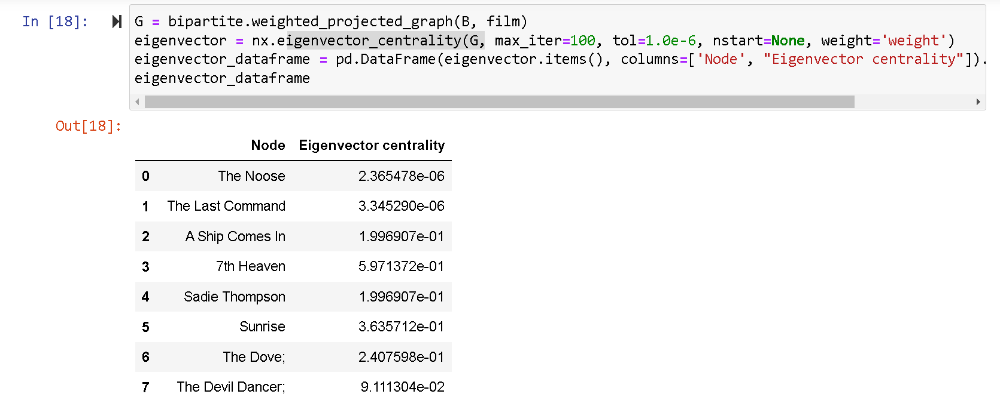 In [18]:
G = bipartite.weighted_projected_graph(B, film)
eigenvector = nx.eigenvector_centrality(G, max_iter=100, tol=1.0e-6, nstart=None, weight='weight')
eigenvector_dataframe = pd.DataFrame(eigenvector.items(), columns=['Node', "Eigenvector centrality"]).
eigenvector_dataframe
Out[18]:
Node Eigenvector centrality
0 The Noose 2.365478e-06
1 The Last Command 3.345290e-06
2 A Ship Comes In 1.996907e-01
3 7th Heaven 5.971372e-01
4 Sadie Thompson 1.996907e-01
5 Sunrise 3.635712e-01
6 The Dove; 2.407598e-01
7 The Devil Dancer; 9.111304e-02